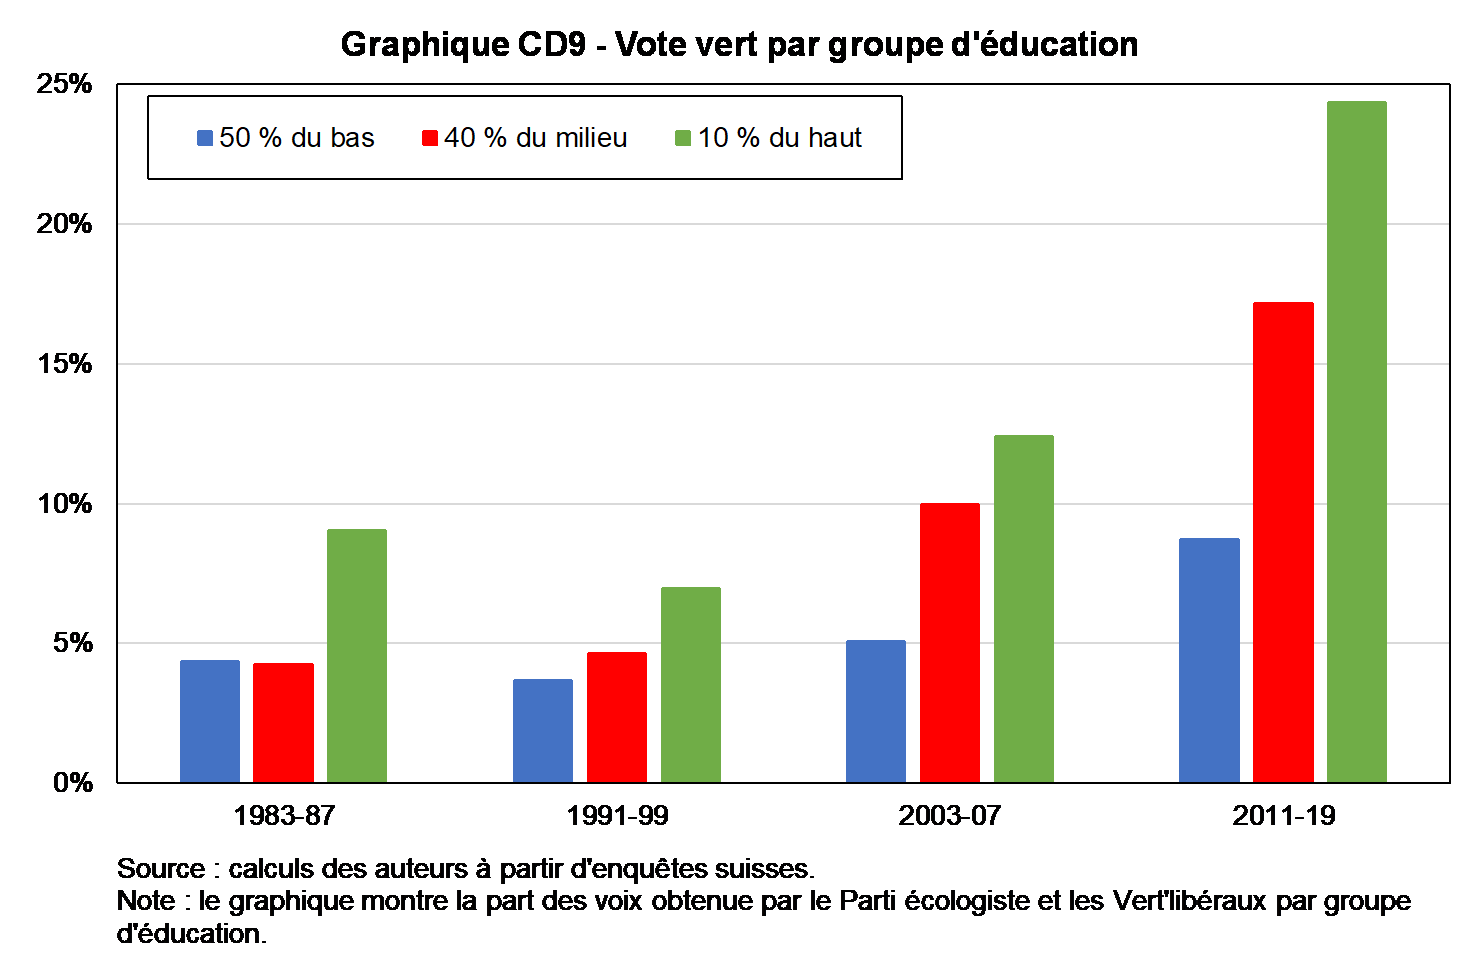 Graphique CD9 - Vote vert par groupe d'éducation
25%
50 % du bas 40 % du milieu 10 % du haut
20%
15%
10%
5%
0%
1983-87 1991-99 2003-07 2011-19
Source : calculs des auteurs à partir d'enquêtes suisses.
Note : le graphique montre la part des voix obtenue par le Parti écologiste et les Vert'libéraux par groupe
d'éducation.